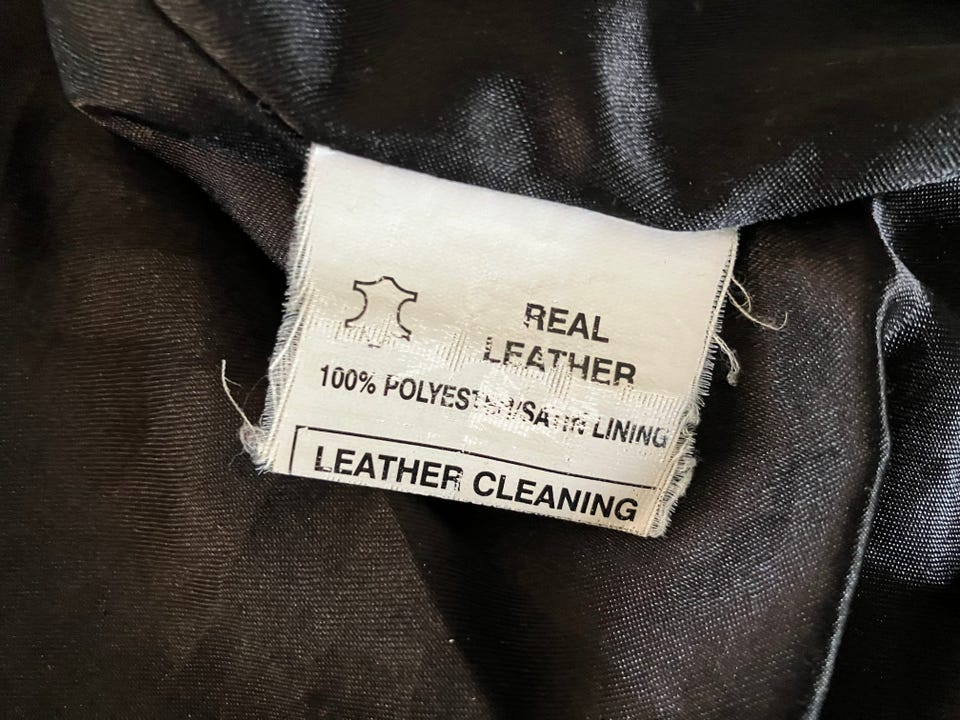 REAL
LEATHER
100% POLYESTER/SATIN LINING
LEATHER CLEANING